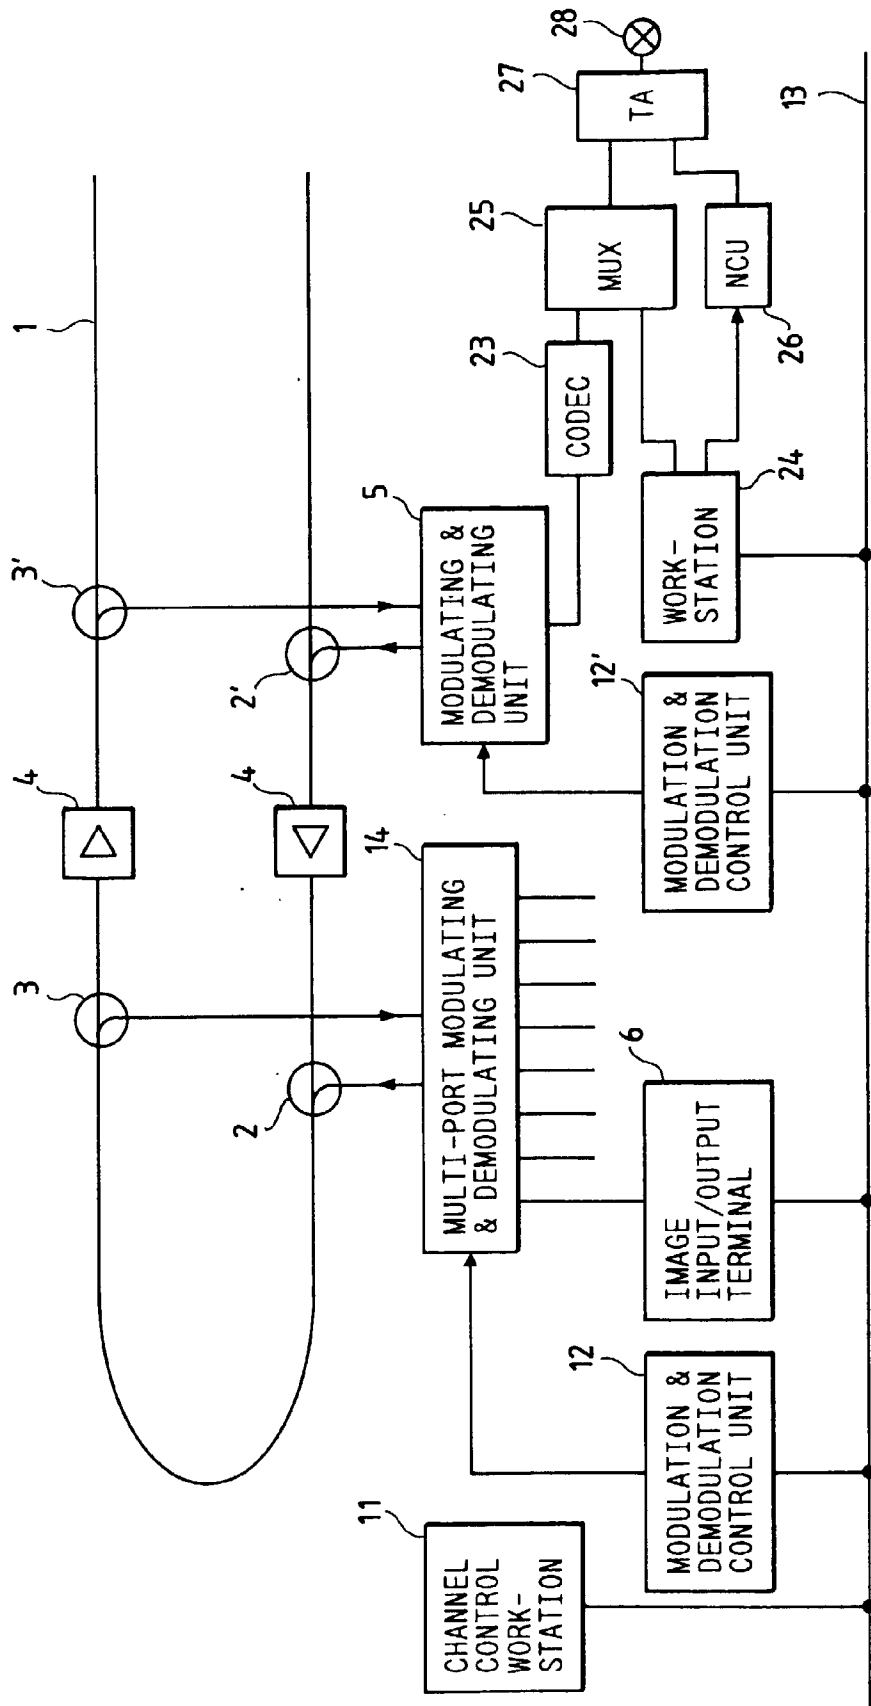 1
3'
3
4
4
2'
2
5
MODULATING &
DEMODULATING
UNIT
14
MULTI-PORT MODULATING
& DEMODULATING UNIT
23
CODEC
25
MUX
27
TA
28
NCU
26
WORK-
STATION
24
12'
MODULATION &
DEMODULATION
CONTROL UNIT
6
IMAGE
INPUT/OUTPUT
TERMINAL
12
MODULATION &
DEMODULATION
CONTROL UNIT
11
CHANNEL
CONTROL
WORK-
STATION
13